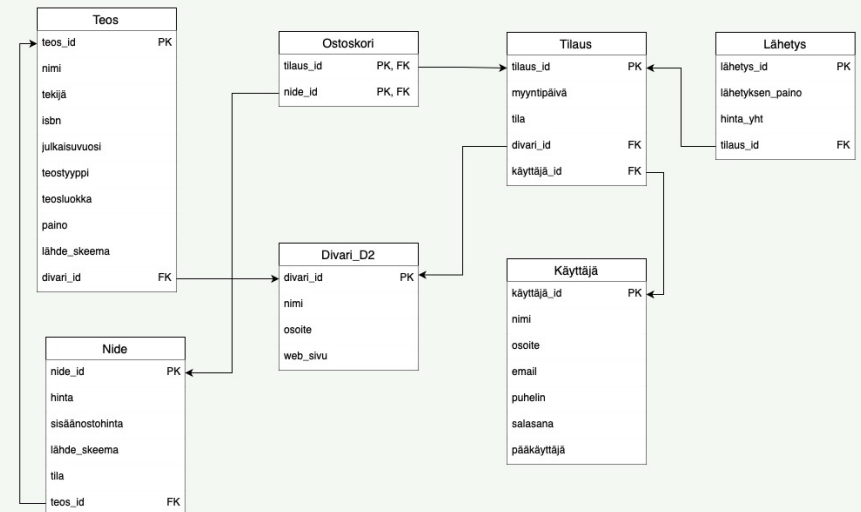 Teos
teos_id PK
nimi
tekijä
isbn
julkaisuvuosi
teostyyppi
teosluokka
paino
lähde_skeema
divari_id FK
Nide
nide_id PK
hinta
sisäänostohinta
lähde_skeema
tila
teos_id FK
Ostoskori
tilaus_id PK, FK
nide_id PK, FK
Divari_D2
divari_id PK
nimi
osoite
web_sivu
Tilaus
tilaus_id PK
myyntipäivä
tila
divari_id FK
käyttäjä_id FK
Käyttäjä
käyttäjä_id PK
nimi
osoite
email
puhelin
salasana
pääkäyttäjä
Lähetys
lähetys_id PK
lähetyksen_paino
hinta_yht
tilaus_id FK